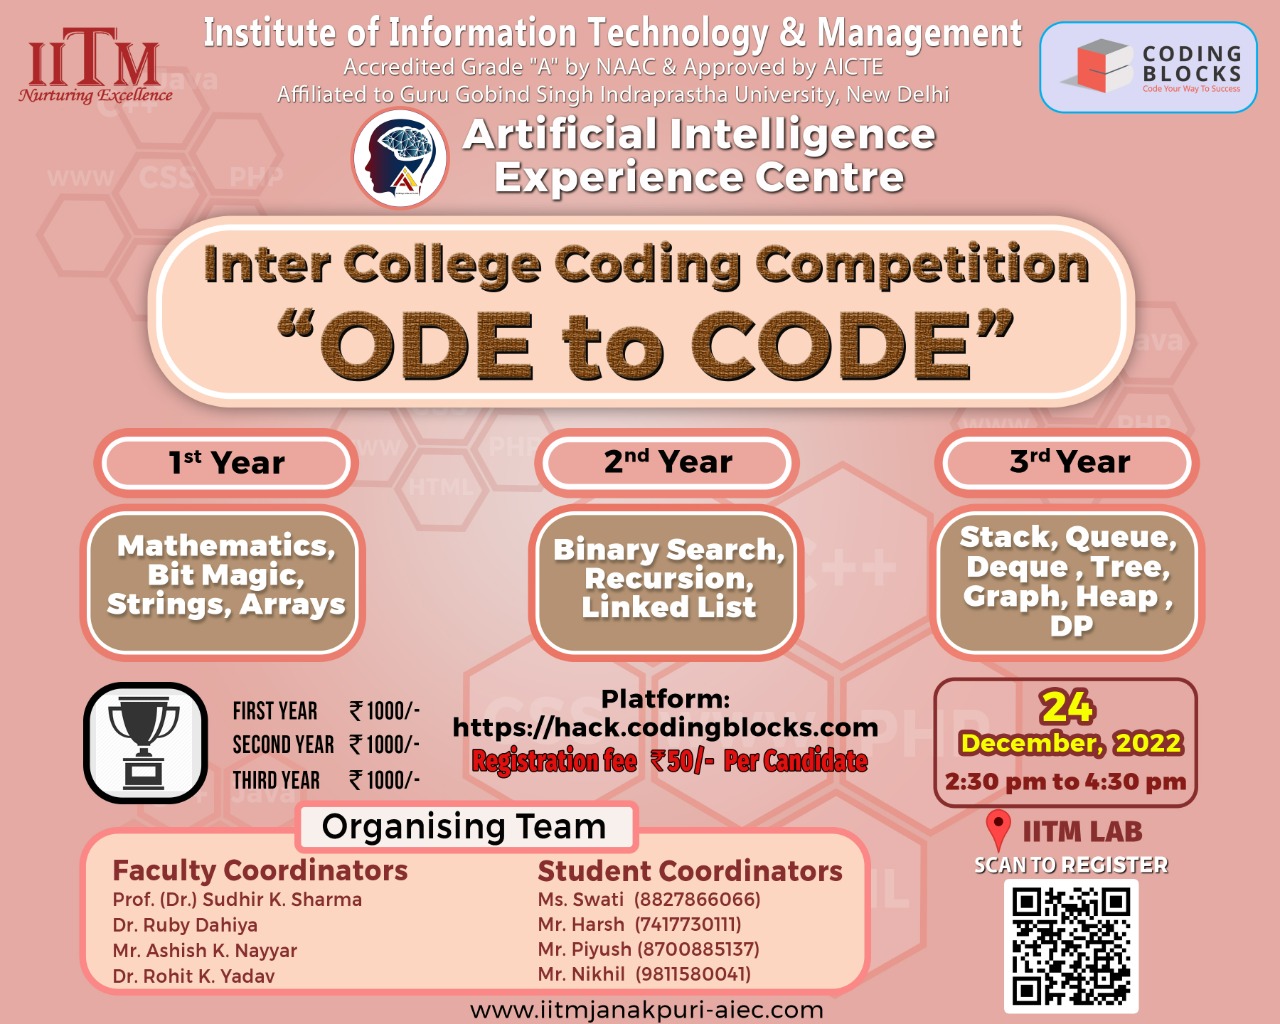 IITM
Nurturing Excellence
Institute of Information Technology & Management
Accredited Grade "A" by NAAC & Approved by AICTE
Affiliated to Guru Gobind Singh Indraprastha University, New Delhi
CODING
BLOCKS
Code Your Way To Success
Artificial Intelligence
Experience Centre
Inter College Coding Competition
“ODE to CODE”
1st Year
2nd Year
3rd Year
Mathematics,
Bit Magic,
Strings, Arrays
Binary Search,
Recursion,
Linked List
Stack, Queue,
Deque , Tree,
Graph, Heap ,
DP
FIRST YEAR ₹ 1000/-
SECOND YEAR ₹ 1000/-
THIRD YEAR ₹ 1000/-
Platform:
https://hack.codingblocks.com
Registration fee ₹50/- Per Candidate
24
December, 2022
2:30 pm to 4:30 pm
IITM LAB
SCAN TO REGISTER
Organising Team
Faculty Coordinators
Prof. (Dr.) Sudhir K. Sharma
Dr. Ruby Dahiya
Mr. Ashish K. Nayyar
Dr. Rohit K. Yadav
Student Coordinators
Ms. Swati (8827866066)
Mr. Harsh (7417730111)
Mr. Piyush (8700885137)
Mr. Nikhil (9811580041)
www.iitmjanakpuri-aiec.com